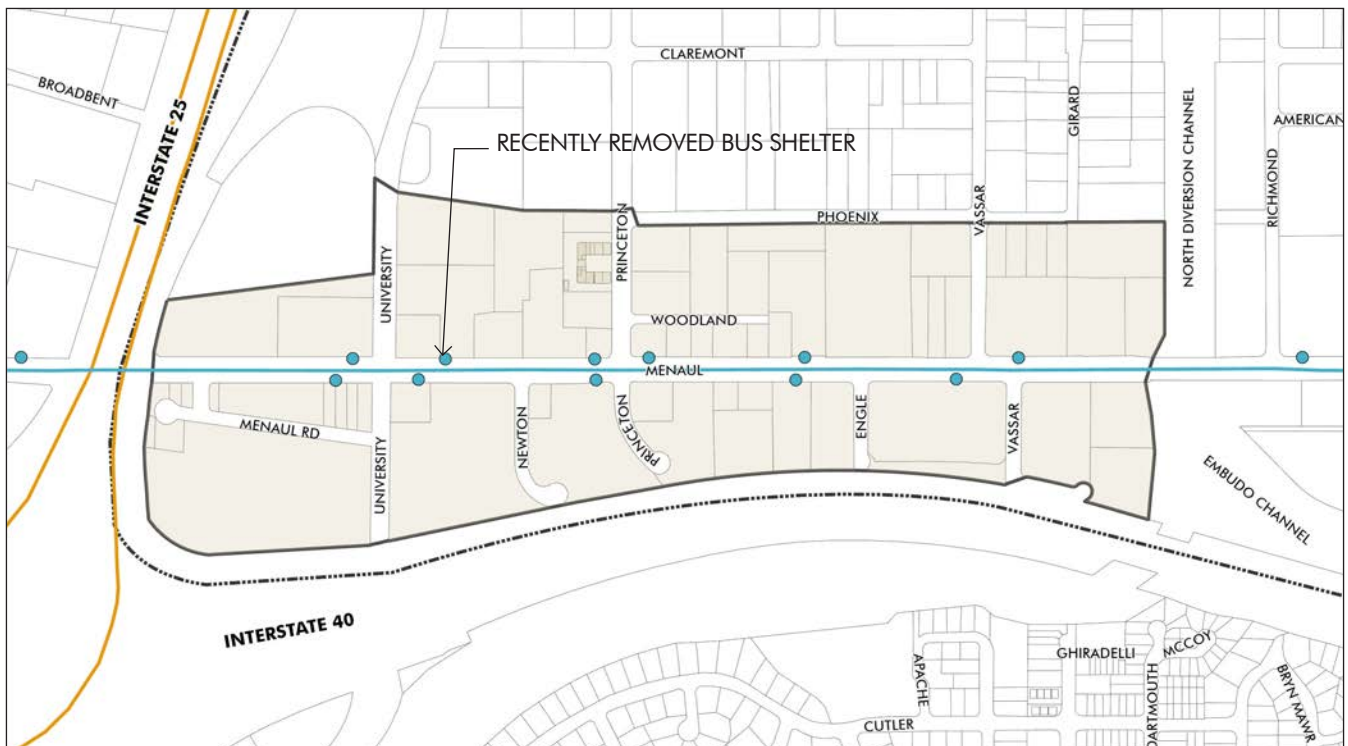 CLAREMONT
BROADBENT
INTERSTATE 25
GIRARD
NORTH DIVERSION CHANNEL
AMERICAN
RECENTLY REMOVED BUS SHELTER
RICHMOND
VASSAR
PHOENIX
PRINCETON
UNIVERSITY
WOODLAND
MENAUL
MENAUL RD
NEWTON
PRINCETON
ENGLE
VASSAR
UNIVERSITY
EMBUDO CHANNEL
INTERSTATE 40
APACHE
GHIRADELLI
MCCOY
DARTMOUTH
BRYN MAWR
CUTLER